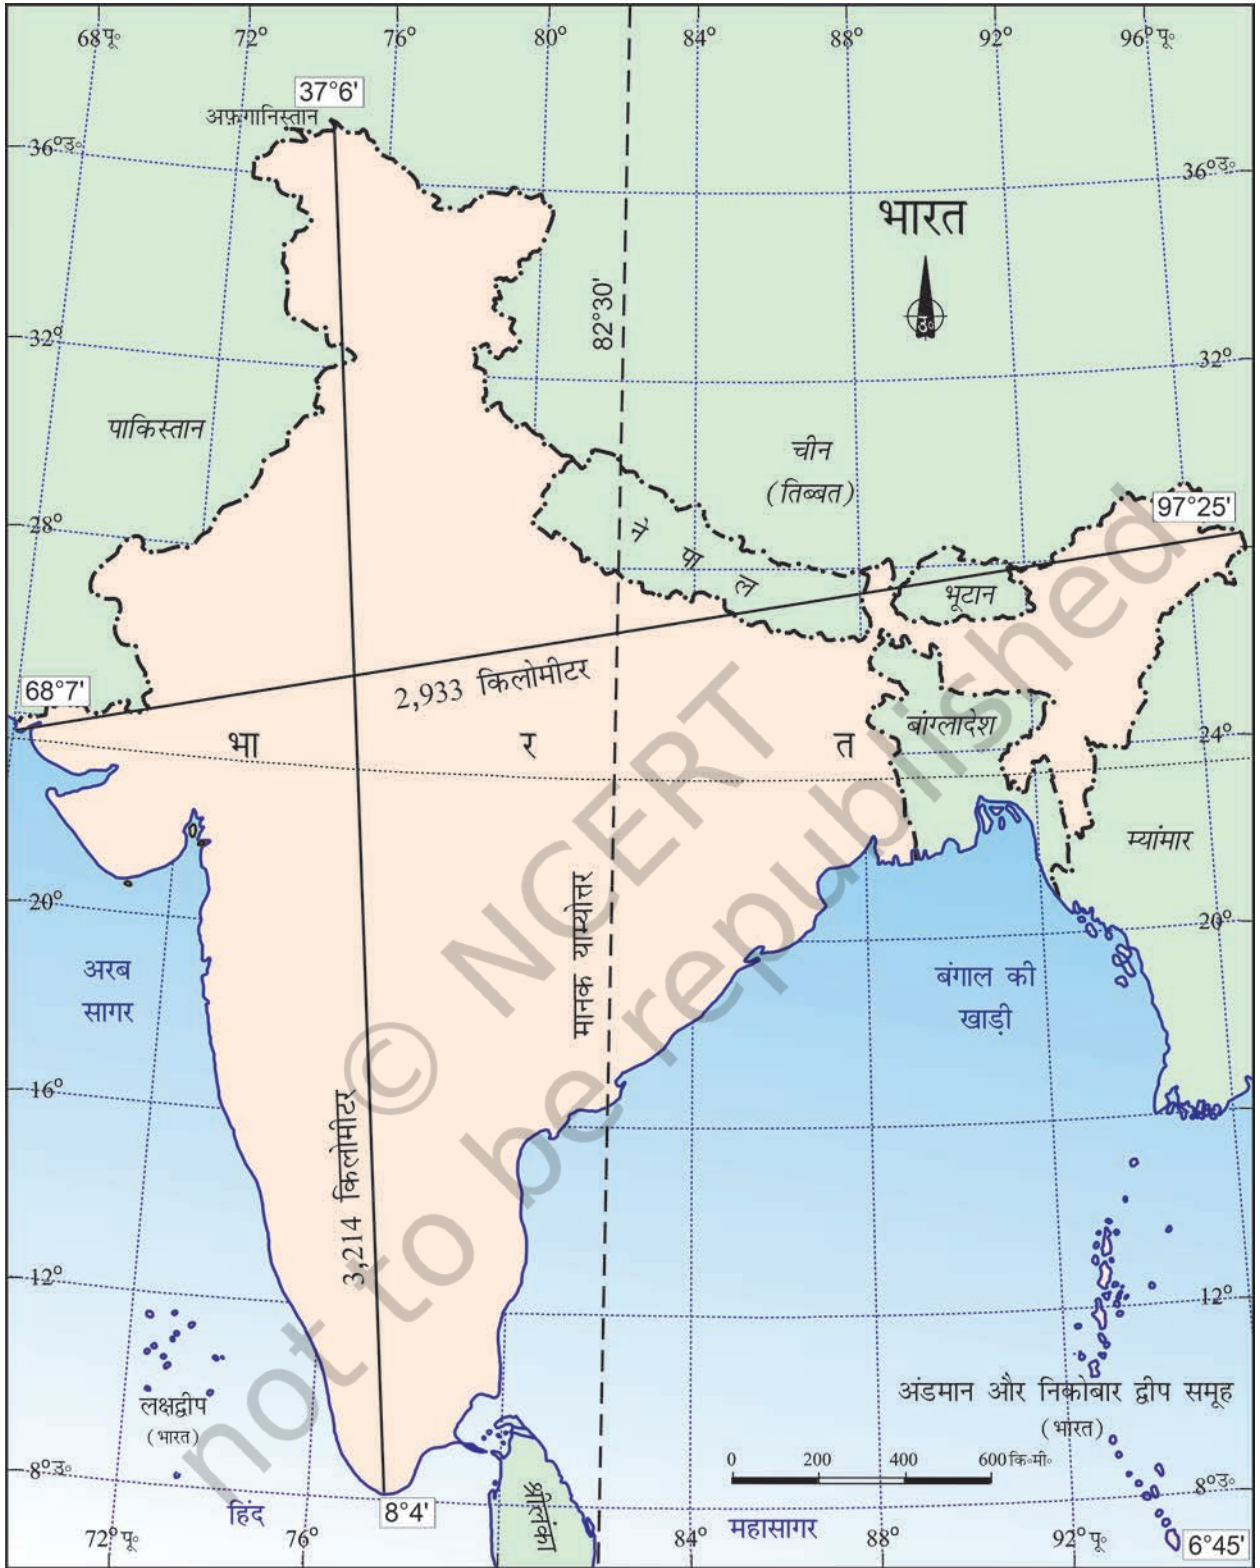 68°पू॰ 72° 76° 80° 84° 88° 92° 96°पू॰
37°6'
अफ़गानिस्तान
36°उ॰ 36°उ॰
भारत
उ॰
82°30'
32° 32°
पाकिस्तान
चीन
(तिब्बत)
97°25'
28°
नेपाल
भूटान
68°7'
2,933 किलोमीटर
बांग्लादेश
भा र त
24°
म्यांमार
20° 20°
मानक याम्योत्तर
अरब
सागर
बंगाल की
खाड़ी
© NCERT
not to be republished
16°
3,214 किलोमीटर
12° 12°
लक्षद्वीप
(भारत)
अंडमान और निकोबार द्वीप समूह
(भारत)
0 200 400 600 कि॰मी॰
8°उ॰ 8°उ॰
हिंद
8°4'
श्रीलंका
महासागर
72°पू॰ 76° 84° 88° 92°पू॰
6°45'